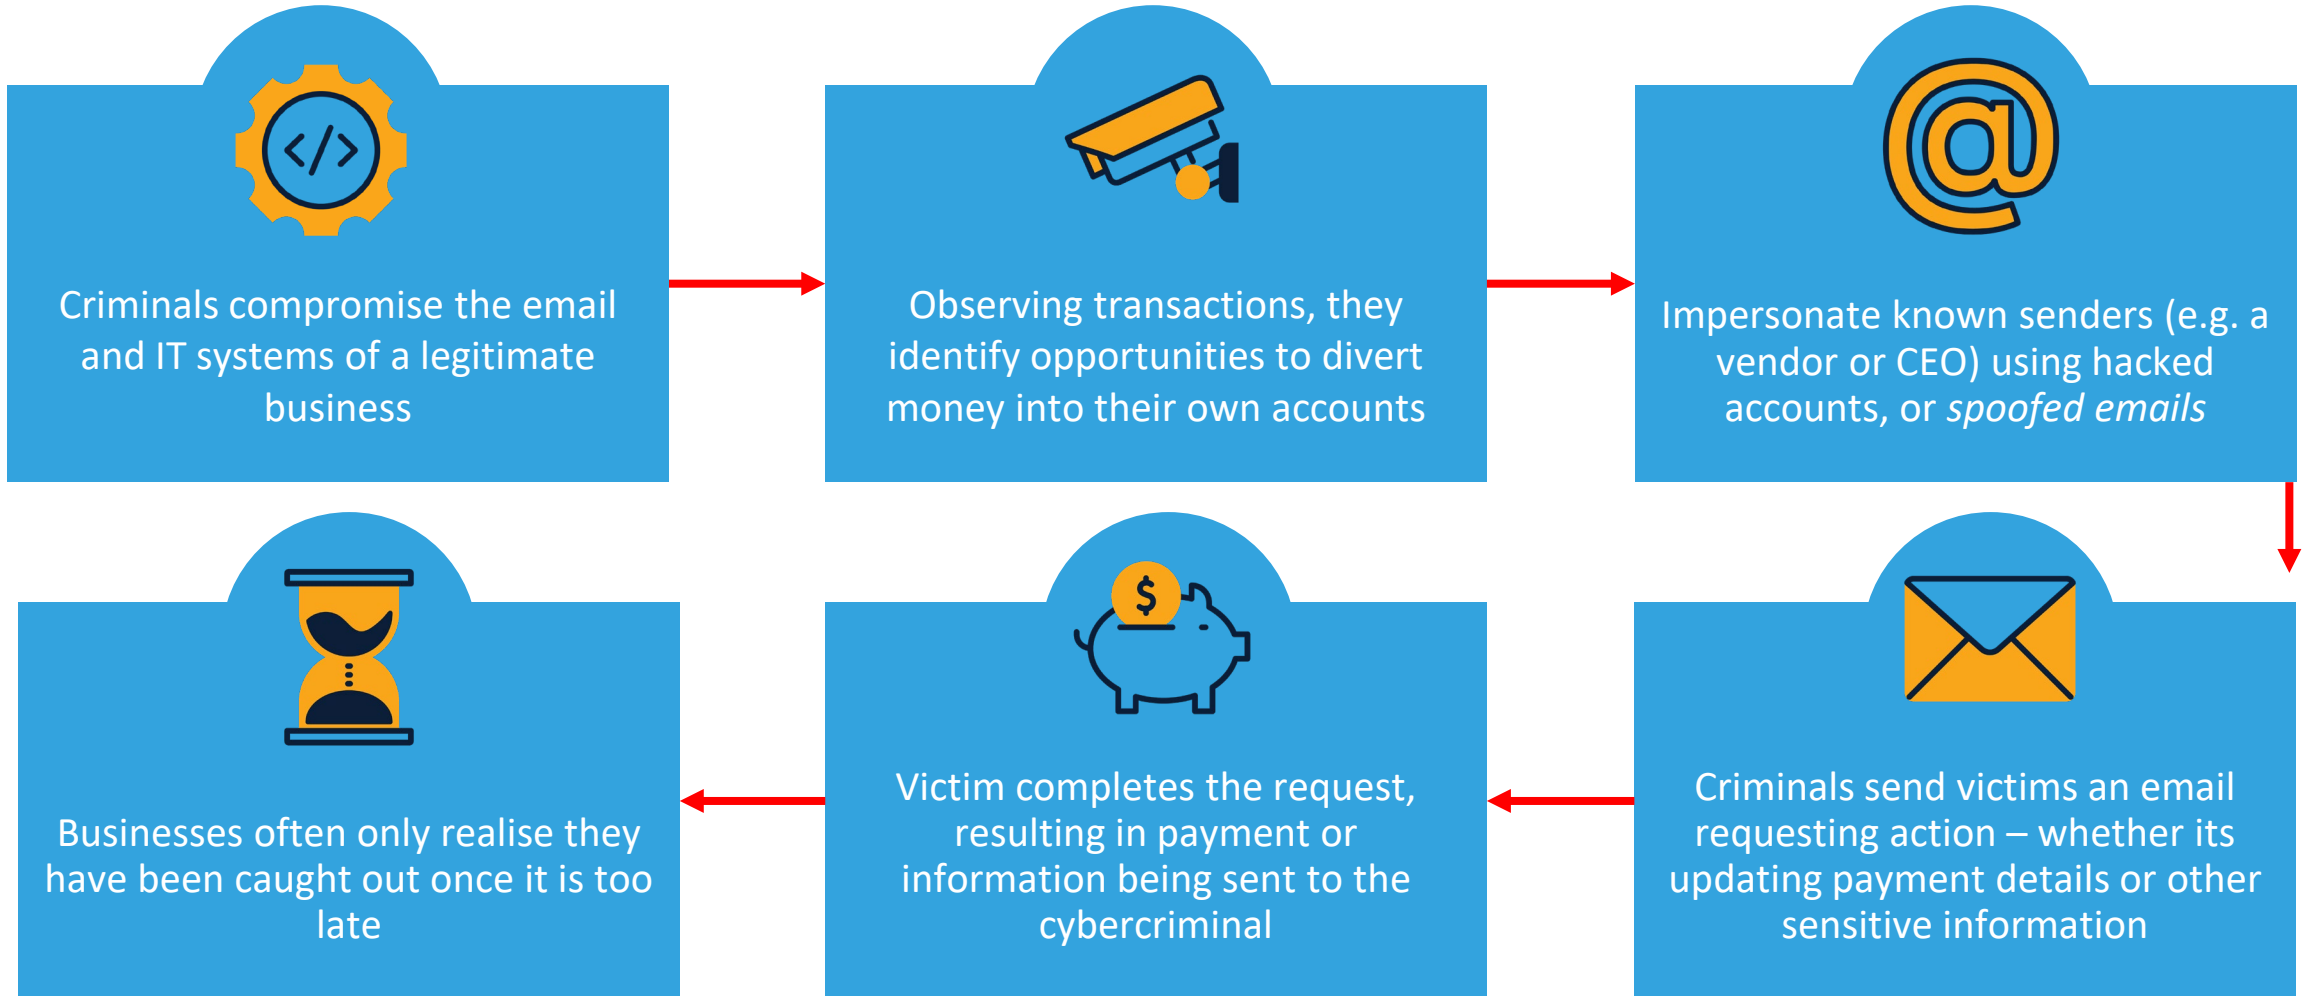 </>
Criminals compromise the email
and IT systems of a legitimate
business
Observing transactions, they
identify opportunities to divert
money into their own accounts
@
Impersonate known senders (e.g. a
vendor or CEO) using hacked
accounts, or spoofed emails
Criminals send victims an email
requesting action – whether its
updating payment details or other
sensitive information
$
Victim completes the request,
resulting in payment or
information being sent to the
cybercriminal
Businesses often only realise they
have been caught out once it is too
late